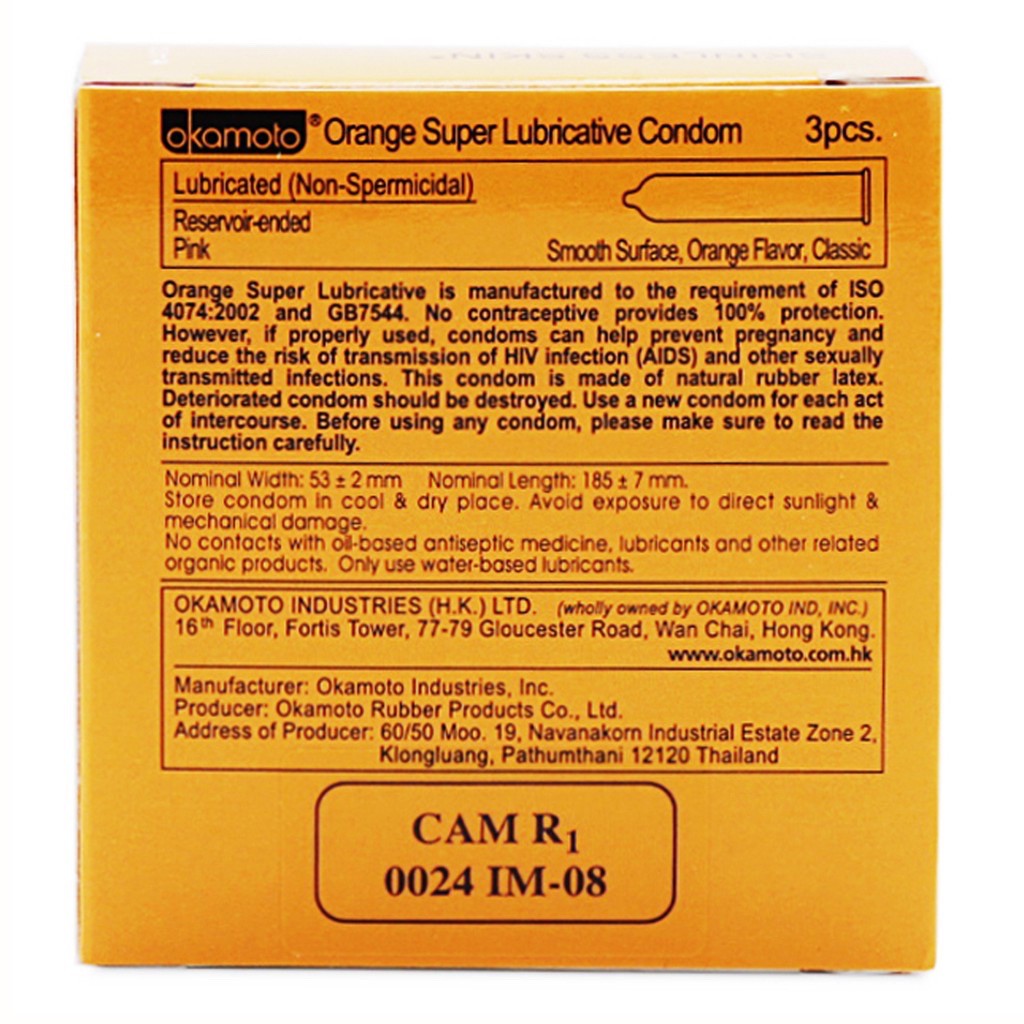 okamoto® Orange Super Lubricative Condom 3pcs.
Lubricated (Non-Spermicidal)
Reservoir-ended
Pink Smooth Surface, Orange Flavor, Classic
Orange Super Lubricative is manufactured to the requirement of ISO
4074:2002 and GB7544. No contraceptive provides 100% protection.
However, if properly used, condoms can help prevent pregnancy and
reduce the risk of transmission of HIV infection (AIDS) and other sexually
transmitted infections. This condom is made of natural rubber latex.
Deteriorated condom should be destroyed. Use a new condom for each act
of intercourse. Before using any condom, please make sure to read the
instruction carefully.
Nominal Width: 53 ± 2 mm Nominal Length: 185 ± 7 mm.
Store condom in cool & dry place. Avoid exposure to direct sunlight &
mechanical damage.
No contacts with oil-based antiseptic medicine, lubricants and other related
organic products. Only use water-based lubricants.
OKAMOTO INDUSTRIES (H.K.) LTD. (wholly owned by OKAMOTO IND, INC.)
16th Floor, Fortis Tower, 77-79 Gloucester Road, Wan Chai, Hong Kong.
www.okamoto.com.hk
Manufacturer: Okamoto Industries, Inc.
Producer: Okamoto Rubber Products Co., Ltd.
Address of Producer: 60/50 Moo. 19, Navanakorn Industrial Estate Zone 2,
Klongluang, Pathumthani 12120 Thailand
CAM R1
0024 IM-08